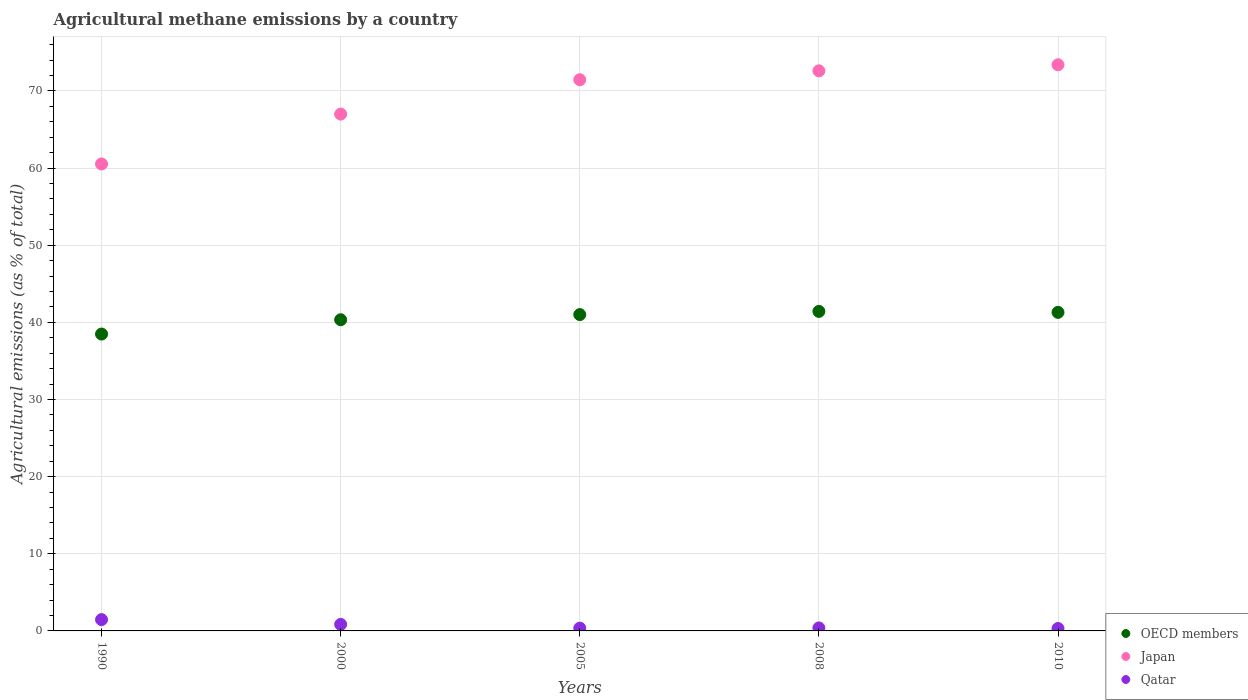 Agricultural methane emissions by a country
Agricultural emissions (as % of total)
70
60
50
40
30
20
10
0
1990
2000
2005
2008
2010
Years
OECD members
Japan
Qatar